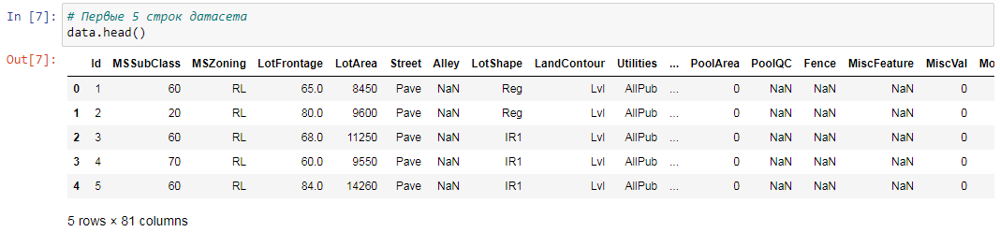 In [7]: # Первые 5 строк датасета
data.head()
Out[7]:
Id MSSubClass MSZoning LotFrontage LotArea Street Alley LotShape LandContour Utilities ... PoolArea PoolQC Fence MiscFeature MiscVal Mo
0 1 60 RL 65.0 8450 Pave NaN Reg Lvl AllPub ... 0 NaN NaN NaN 0
1 2 20 RL 80.0 9600 Pave NaN Reg Lvl AllPub ... 0 NaN NaN NaN 0
2 3 60 RL 68.0 11250 Pave NaN IR1 Lvl AllPub ... 0 NaN NaN NaN 0
3 4 70 RL 60.0 9550 Pave NaN IR1 Lvl AllPub ... 0 NaN NaN NaN 0
4 5 60 RL 84.0 14260 Pave NaN IR1 Lvl AllPub ... 0 NaN NaN NaN 0
5 rows × 81 columns